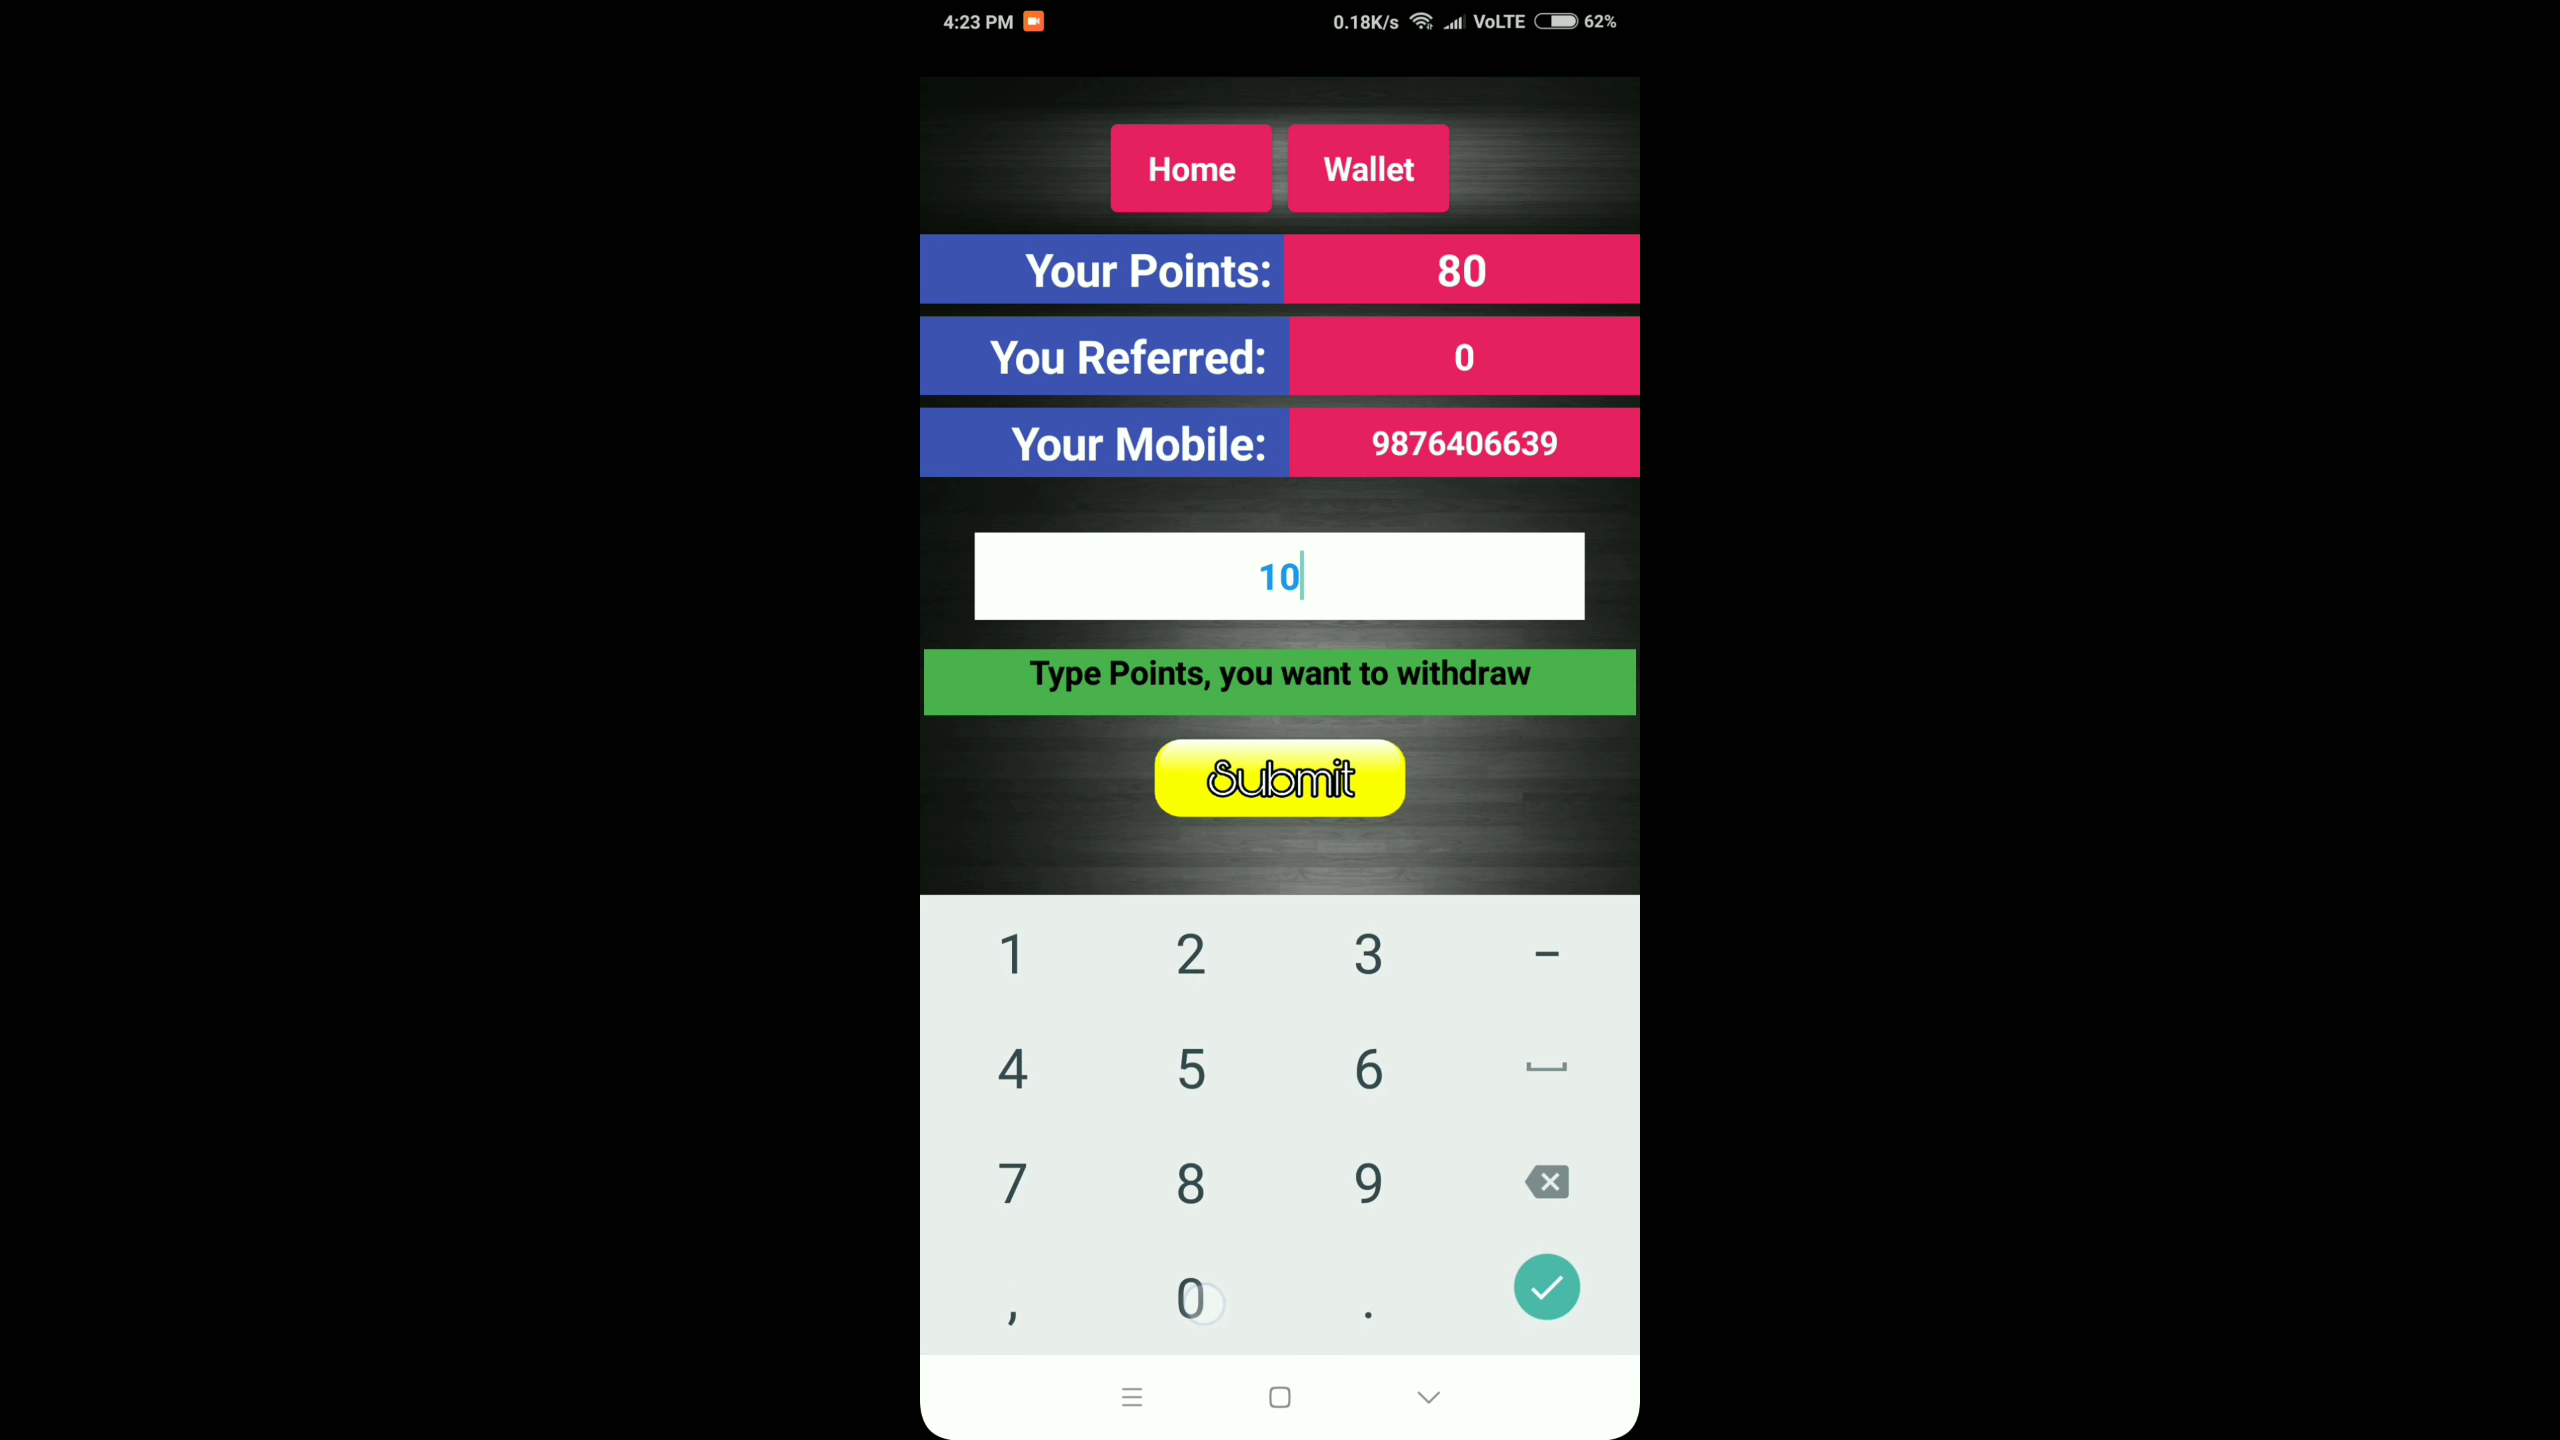 4:23 PM 0.18K/s VoLTE 62%
Home Wallet
Your Points: 80
You Referred: 0
Your Mobile: 9876406639
10
Type Points, you want to withdraw
Submit
1 2 3 -
4 5 6
7 8 9
, 0 .